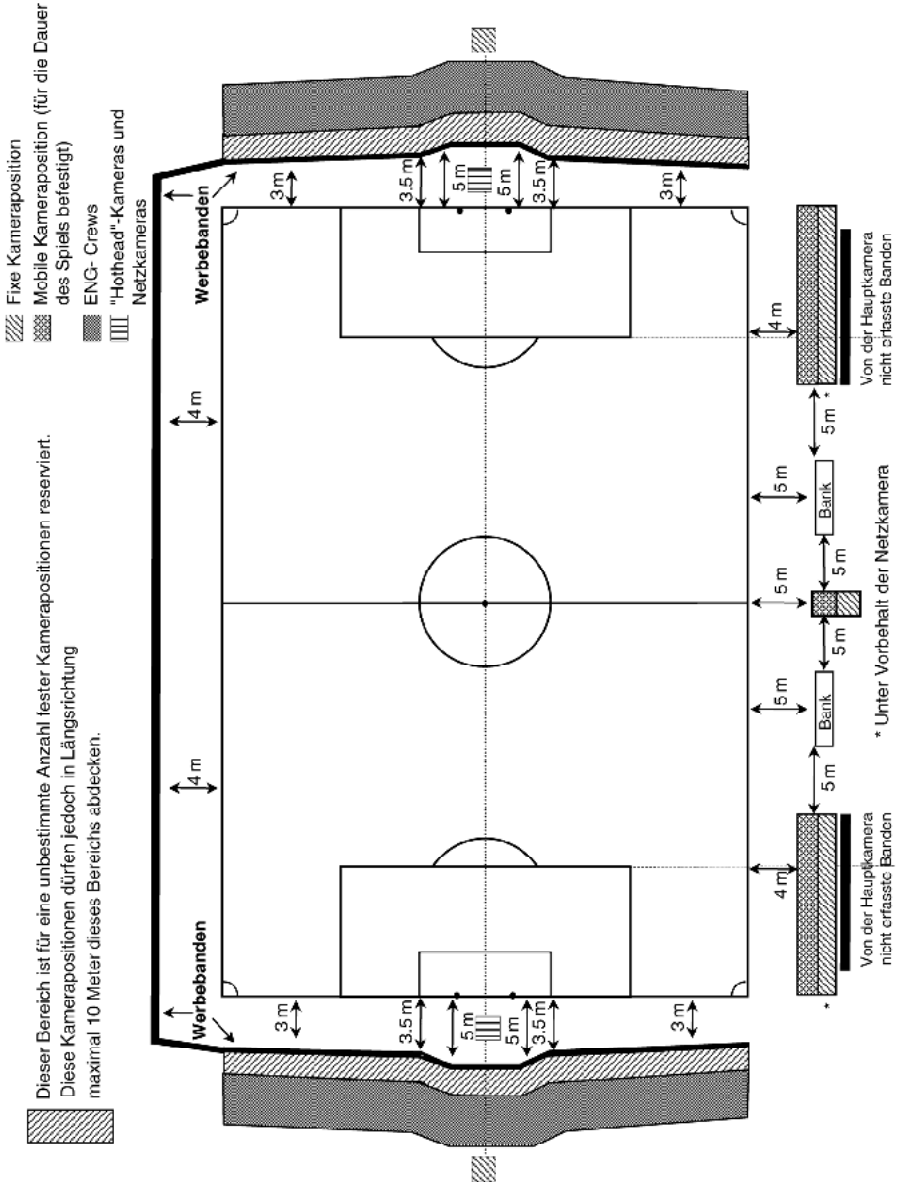 Dieser Bereich ist für eine unbestimmte Anzahl fester Kamerapositionen reserviert.
Diese Kamerapositionen dürfen jedoch in Längsrichtung
maximal 10 Meter dieses Bereichs abdecken.
Fixe Kameraposition
Mobile Kameraposition (für die Dauer
des Spiels befestigt)
ENG- Crews
"Hothead"-Kameras und
Netzkameras
Werbebanden
4 m
4 m
Werbebanden
3 m
3 m
3.5 m
3.5 m
5 m
5 m
5 m
5 m
3.5 m
3.5 m
3 m
3 m
4 m
5 m
5 m
5 m
4 m
*
5 m
Bank
5 m
5 m
Bank
5 m
*
Von der Hauptkamera
nicht erfasste Banden
* Unter Vorbehalt der Netzkamera
Von der Hauptkamera
nicht erfasste Banden